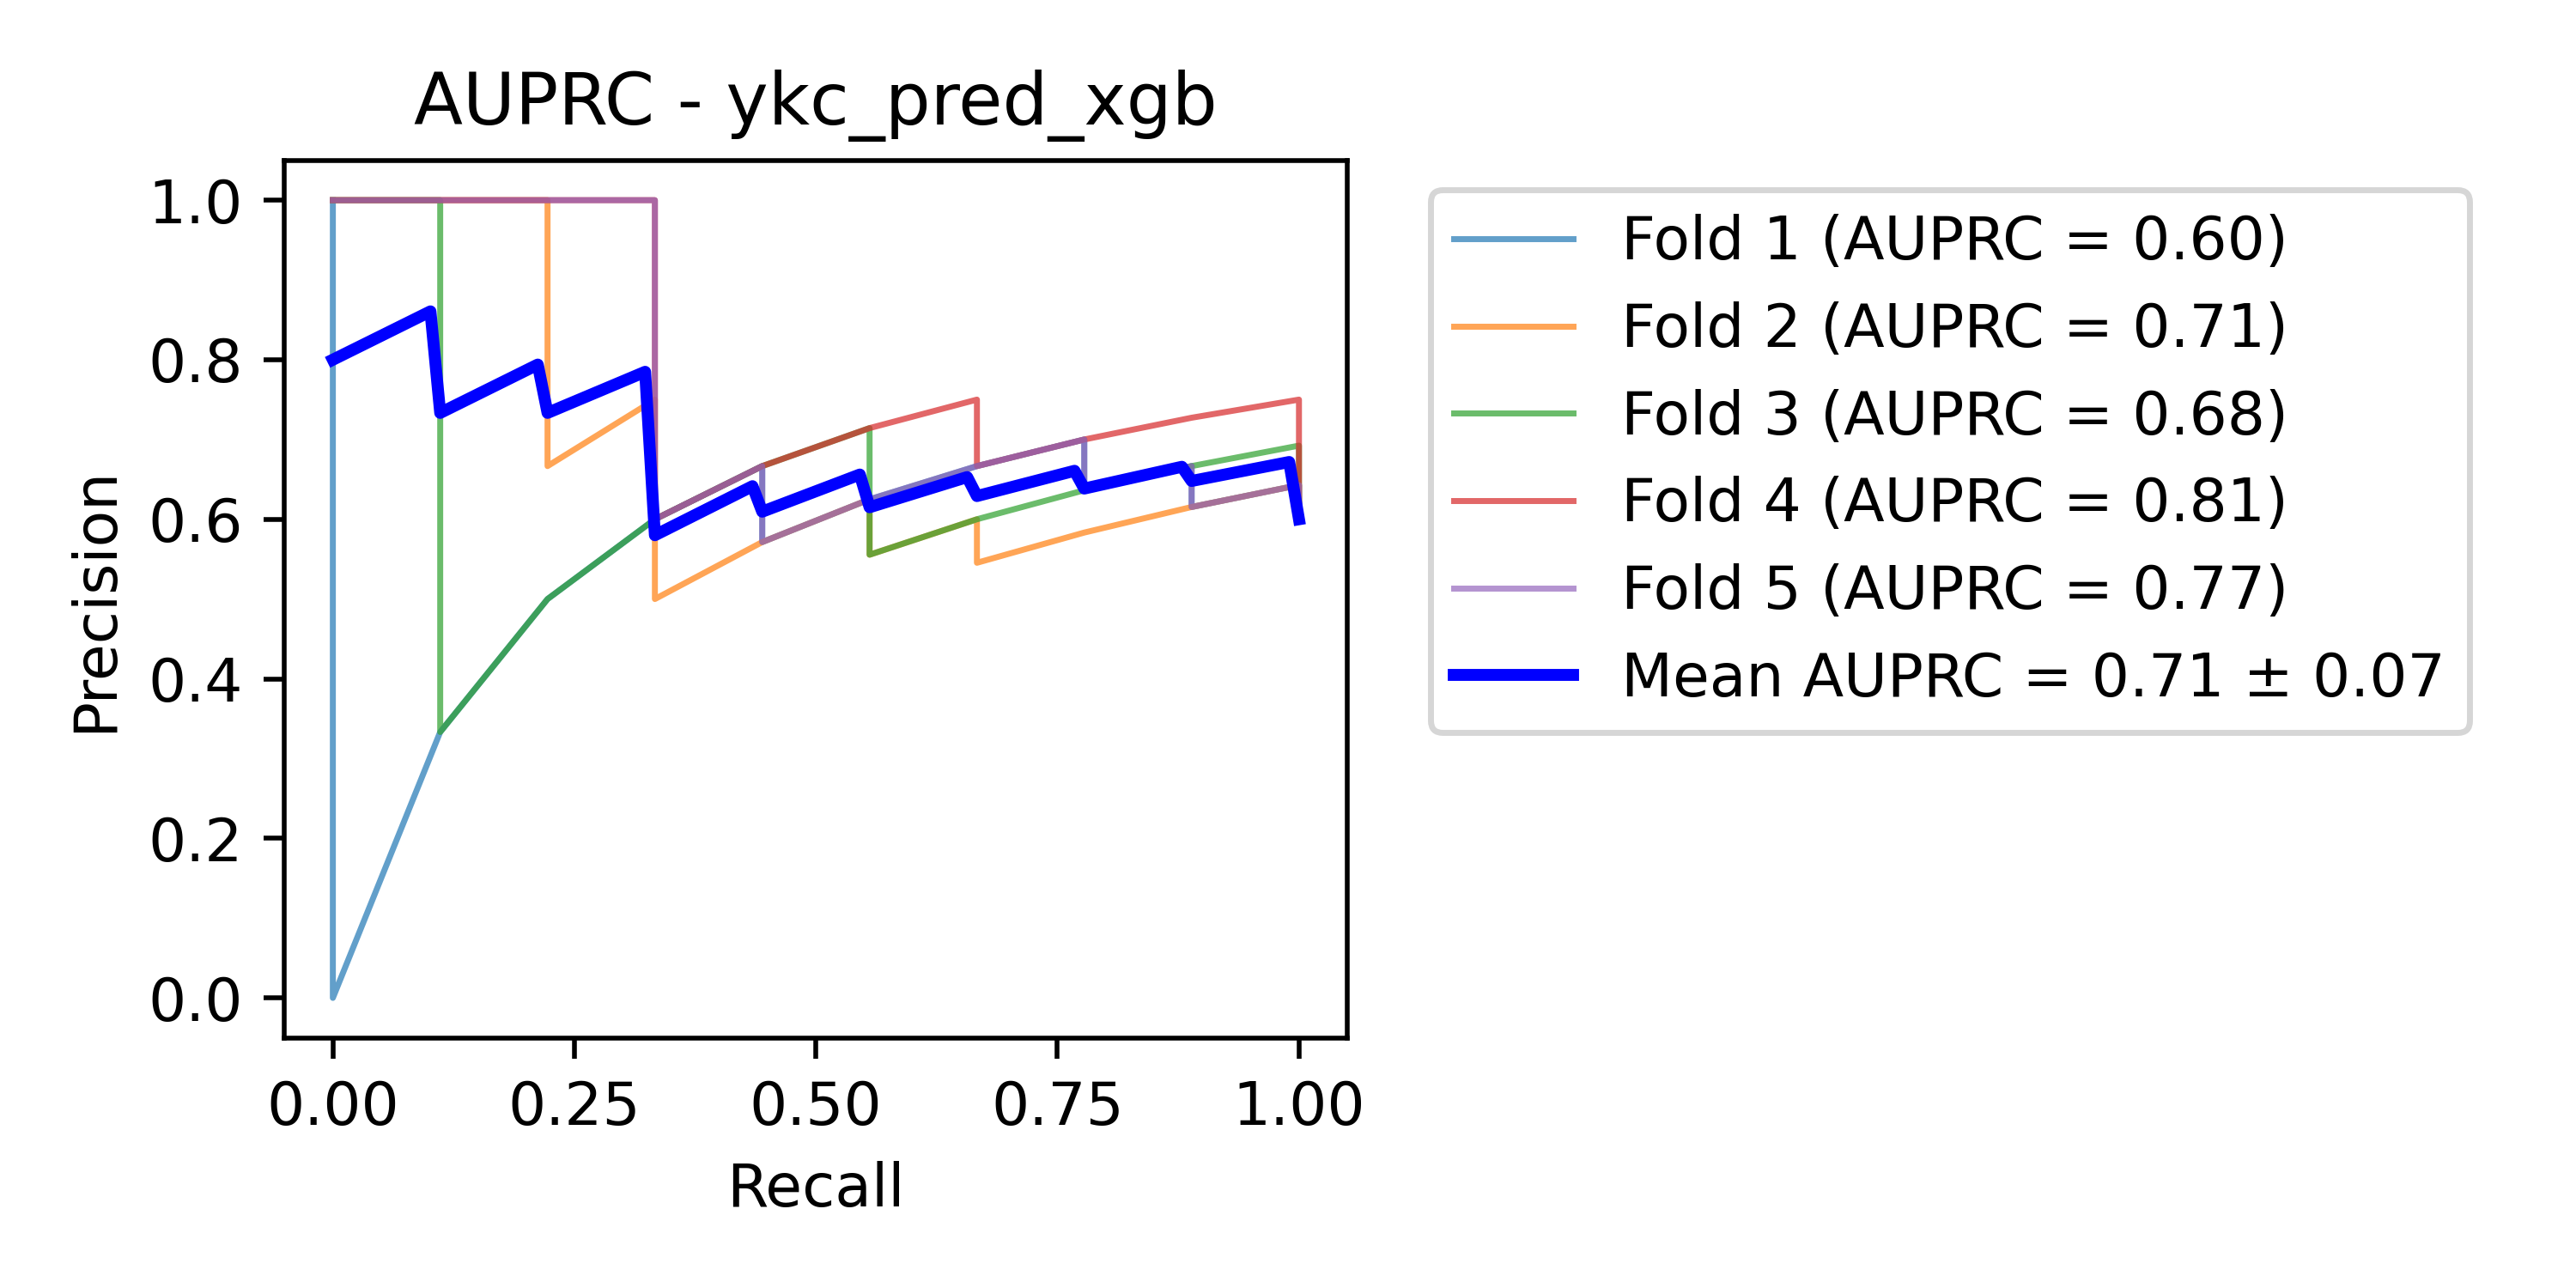 AUPRC - ykc_pred_xgb
1.0
0.8
0.6
0.4
0.2
0.0
Precision
0.00 0.25 0.50 0.75 1.00
Recall
Fold 1 (AUPRC = 0.60)
Fold 2 (AUPRC = 0.71)
Fold 3 (AUPRC = 0.68)
Fold 4 (AUPRC = 0.81)
Fold 5 (AUPRC = 0.77)
Mean AUPRC = 0.71 ± 0.07